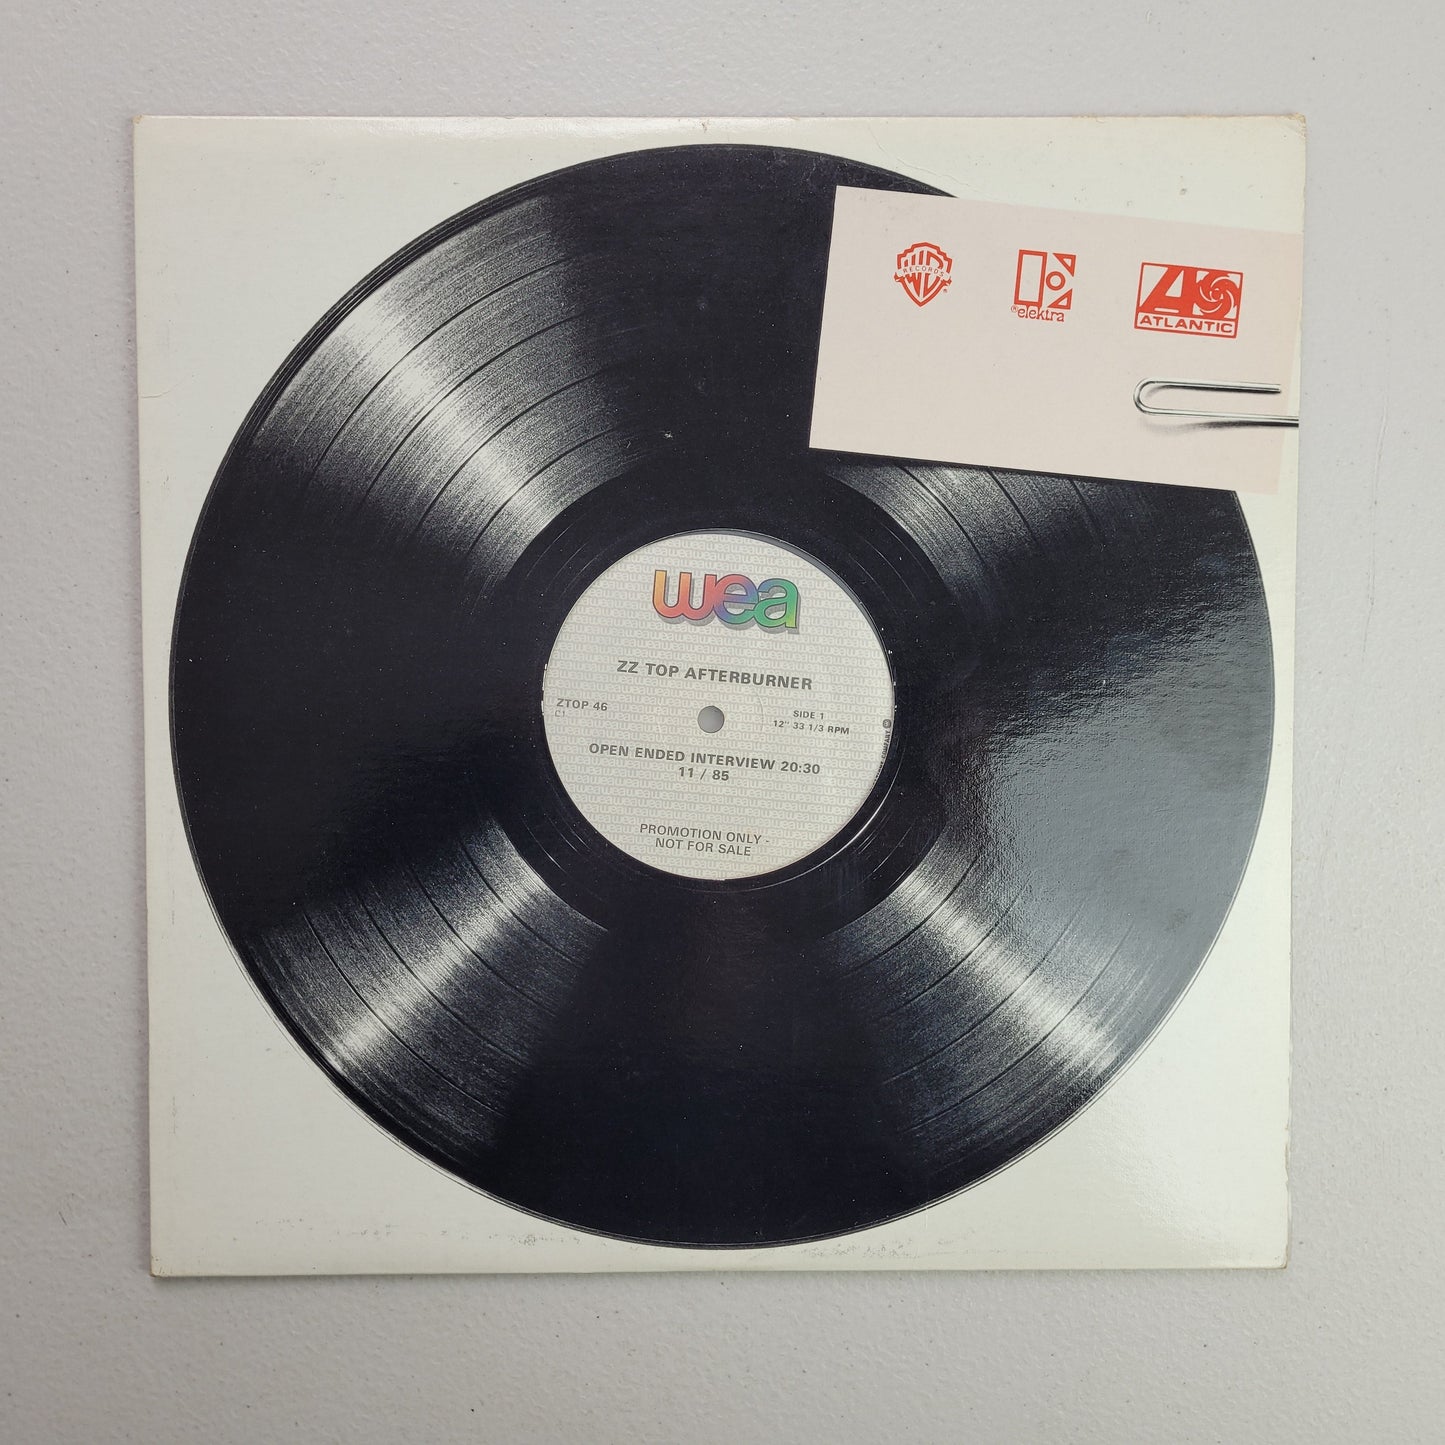 RECORDS
elektra
ATLANTIC
wea
ZZ TOP AFTERBURNER
ZTOP 46
C1
SIDE 1
12" 33 1/3 RPM
OPEN ENDED INTERVIEW 20:30
11 / 85
PROMOTION ONLY -
NOT FOR SALE